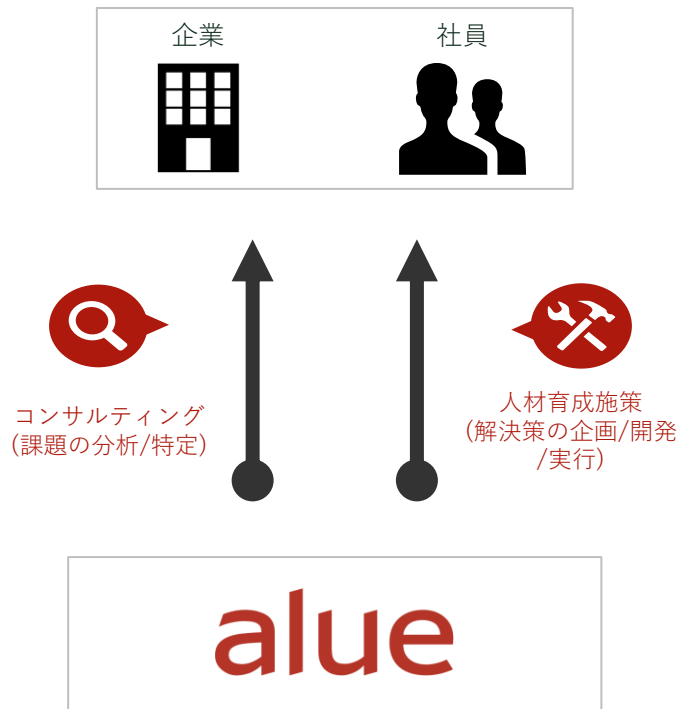 企業
社員
コンサルティング
(課題の分析/特定)
人材育成施策
(解決策の企画/開発
/実行)
alue